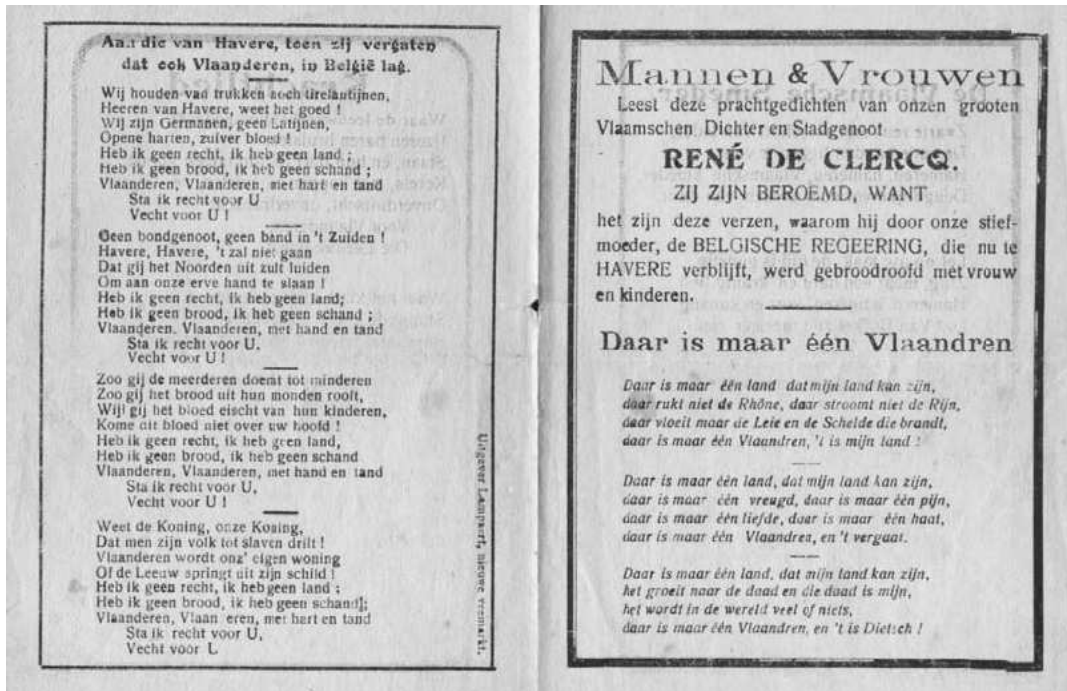 Aan die van Havere, toen zij vergaten
dat ook Vlaanderen, in België lag.
Wij houden van trukken noch tirelantijnen,
Heeren van Havere, weet het goed !
Wij zijn Germanen, geen Latijnen,
Opene harten, zuiver bloed !
Heb ik geen recht, ik heb geen land ;
Heb ik geen brood, ik heb geen schand ;
Vlaanderen, Vlaanderen, met hart en tand
Sta ik recht voor U
Vecht voor U !
Geen bondgenoot, geen band in 't Zuiden !
Havere, Havere, 't zal niet gaan
Dat gij het Noorden uit zult luiden
Om aan onze erve hand te slaan !
Heb ik geen recht, ik heb geen land;
Heb ik geen brood, ik heb geen schand ;
Vlaanderen. Vlaanderen, met hand en tand
Sta ik recht voor U,
Vecht voor U !
Zoo gij de meerderen doemt tot minderen
Zoo gij het brood uit hun monden rooft,
Wijl gij het bloed eischt van hun kinderen,
Kome dit bloed niet over uw hoofd !
Heb ik geen recht, ik heb geen land,
Heb ik geen brood, ik heb geen schand
Vlaanderen, Vlaanderen, met hand en tand
Sta ik recht voor U,
Vecht voor U !
Weet de Koning, onze Koning,
Dat men zijn volk tot slaven drilt !
Vlaanderen wordt onz' eigen woning
Of de Leeuw springt uit zijn schild !
Heb ik geen recht, ik heb geen land ;
Heb ik geen brood, ik heb geen schand;
Vlaanderen, Vlaan eren, met hart en tand
Sta ik recht voor U,
Vecht voor
Uitgever Lampaert, nieuwe veemarkt.
Mannen & Vrouwen
Leest deze prachtgedichten van onzen grooten
Vlaamschen Dichter en Stadgenoot
RENÉ DE CLERCQ.
ZIJ ZIJN BEROEMD, WANT
het zijn deze verzen, waarom hij door onze stief-
moeder, de BELGISCHE REGEERING, die nu te
HAVERE verblijft, werd gebroodroofd met vrouw
en kinderen.
Daar is maar één Vlaandren
Daar is maar één land dat mijn land kan zijn,
daar rukt niet de Rhône, daar stroomt niet de Rijn,
daar vloeit maar de Leie en de Schelde die brandt,
daar is maar één Vlaandren, 't is mijn land !
Daar is maar één land, dat mijn land kan zijn,
daar is maar één vreugd, daar is maar één pijn,
daar is maar één liefde, daar is maar één haat,
daar is maar één Vlaandren, en 't vergaat.
Daar is maar één land, dat mijn land kan zijn,
het groeit naar de daad en die daad is mijn,
het wordt in de wereld veel of niets,
daar is maar één Vlaandren, en 't is Dietsch !